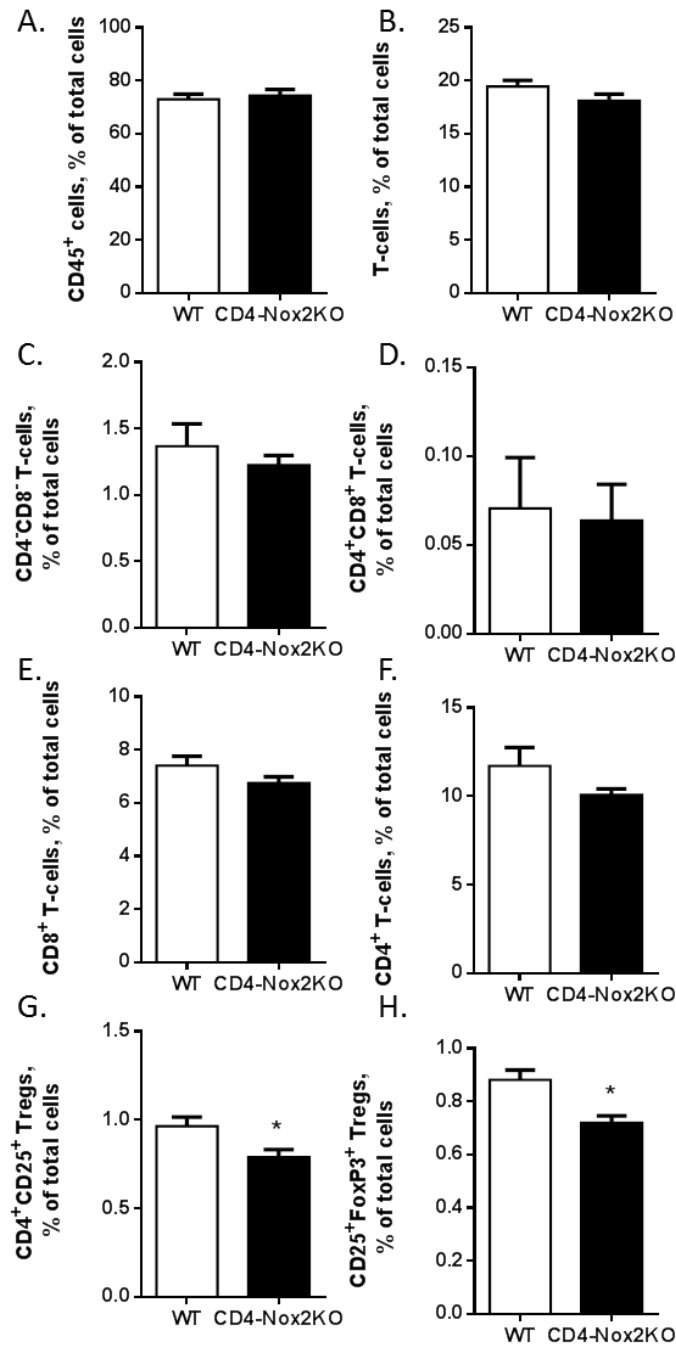 A.
CD45⁺ cells, % of total cells
100
80
60
40
20
0
WT CD4-Nox2KO
B.
T-cells, % of total cells
25
20
15
10
5
0
WT CD4-Nox2KO
C.
CD4⁻CD8⁻ T-cells,
% of total cells
2.0
1.5
1.0
0.5
0.0
WT CD4-Nox2KO
D.
CD4⁺CD8⁺ T-cells,
% of total cells
0.15
0.10
0.05
0.00
WT CD4-Nox2KO
E.
CD8⁺ T-cells, % of total cells
10
8
6
4
2
0
WT CD4-Nox2KO
F.
CD4⁺ T-cells, % of total cells
15
10
5
0
WT CD4-Nox2KO
G.
CD4⁺CD25⁺ Tregs,
% of total cells
1.5
1.0
0.5
0.0
*
WT CD4-Nox2KO
H.
CD25⁺FoxP3⁺ Tregs,
% of total cells
1.0
0.8
0.6
0.4
0.2
0.0
*
WT CD4-Nox2KO